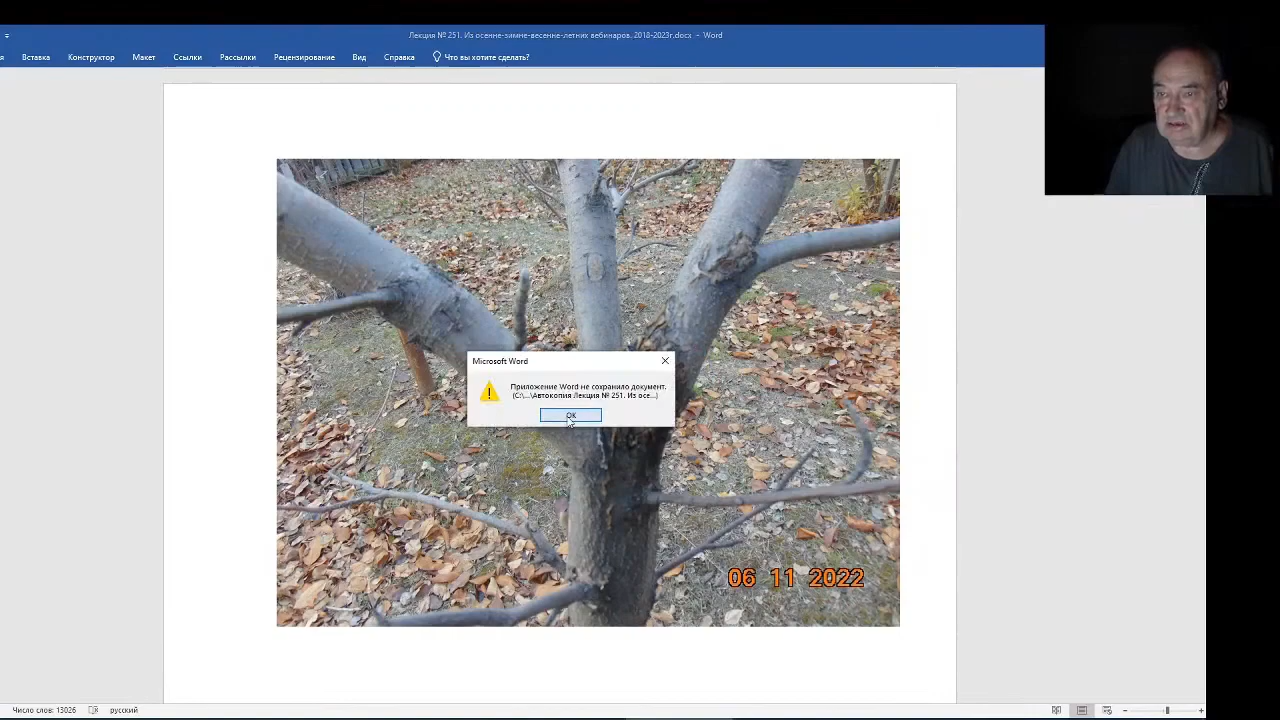 Лекция № 251. Из осенне-зимне-весенне-летних вебинаров, 2018-2023г.docx - Word
Вставка Конструктор Макет Ссылки Рассылки Рецензирование Вид Справка Что вы хотите сделать?
Microsoft Word
Приложение Word не сохранило документ.
(C:\...\Автокопия Лекция № 251. Из осе...)
OK
06 11 2022
Число слов: 13026 русский